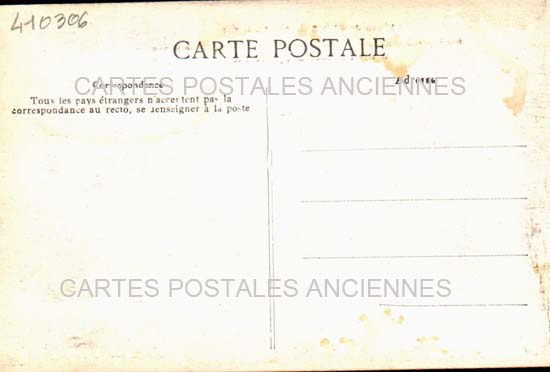 410306
CARTE POSTALE
Correspondance
Adresse
CARTES POSTALES ANCIENNES
Tous les pays étrangers n'acceptent pas la
correspondance au recto, se renseigner à la poste
CARTES POSTALES ANCIENNES